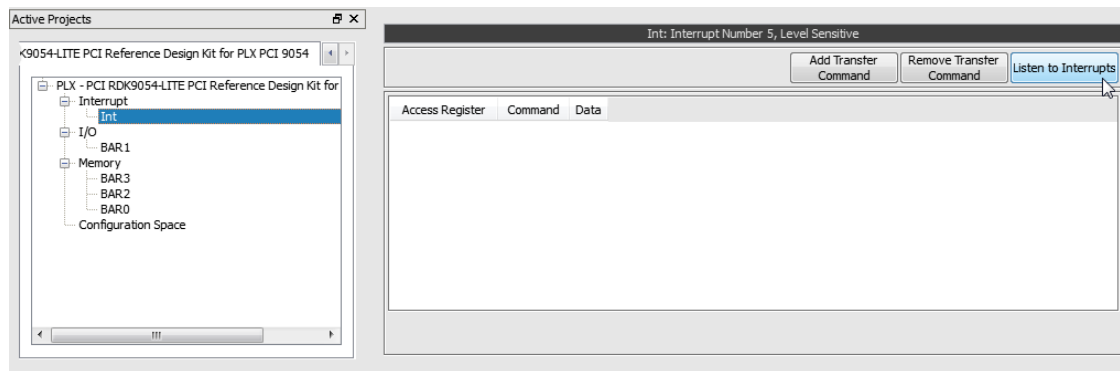 Active Projects
K9054-LITE PCI Reference Design Kit for PLX PCI 9054
PLX - PCI RDK9054-LITE PCI Reference Design Kit for
Interrupt
Int
I/O
BAR1
Memory
BAR3
BAR2
BAR0
Configuration Space
Int: Interrupt Number 5, Level Sensitive
Add Transfer
Command
Remove Transfer
Command
Listen to Interrupts
Access Register Command Data